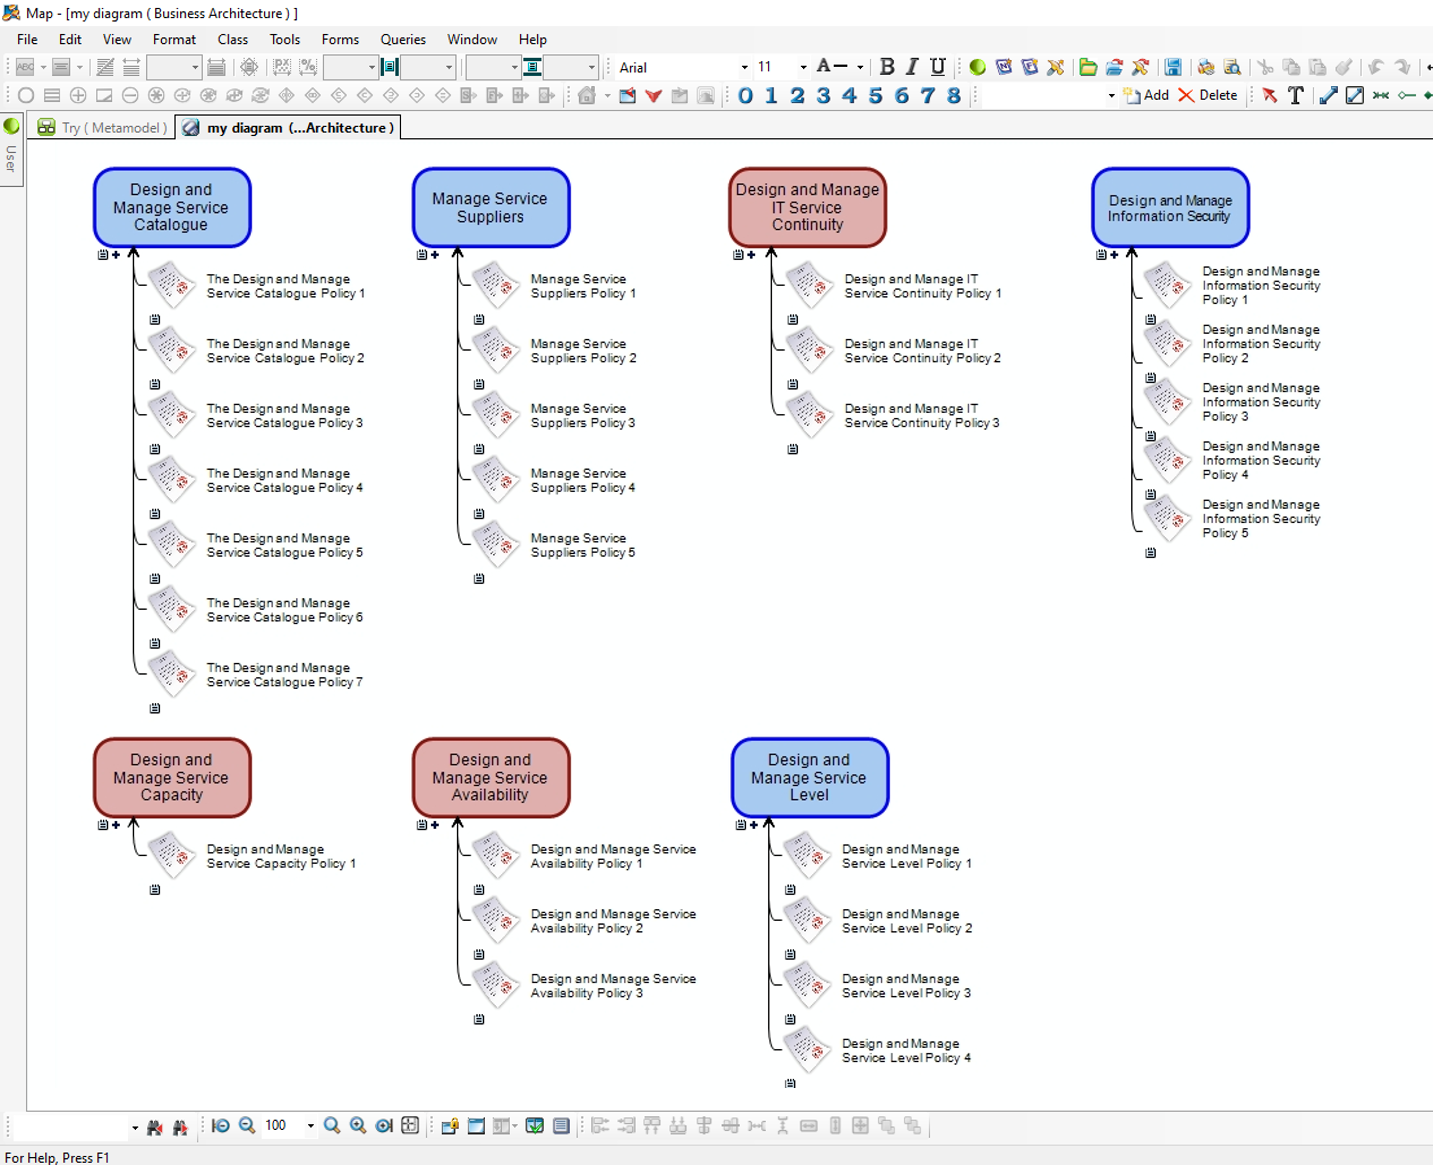 Map - [my diagram ( Business Architecture ) ]
File Edit View Format Class Tools Forms Queries Window Help
ABC Arial 11 A B I U
0 1 2 3 4 5 6 7 8 Add Delete T
User
Try ( Metamodel ) my diagram (...Architecture )
Design and
Manage Service
Catalogue
The Design and Manage
Service Catalogue Policy 1
The Design and Manage
Service Catalogue Policy 2
The Design and Manage
Service Catalogue Policy 3
The Design and Manage
Service Catalogue Policy 4
The Design and Manage
Service Catalogue Policy 5
The Design and Manage
Service Catalogue Policy 6
The Design and Manage
Service Catalogue Policy 7
Manage Service
Suppliers
Manage Service
Suppliers Policy 1
Manage Service
Suppliers Policy 2
Manage Service
Suppliers Policy 3
Manage Service
Suppliers Policy 4
Manage Service
Suppliers Policy 5
Design and Manage
IT Service
Continuity
Design and Manage IT
Service Continuity Policy 1
Design and Manage IT
Service Continuity Policy 2
Design and Manage IT
Service Continuity Policy 3
Design and Manage
Information Security
Design and Manage
Information Security
Policy 1
Design and Manage
Information Security
Policy 2
Design and Manage
Information Security
Policy 3
Design and Manage
Information Security
Policy 4
Design and Manage
Information Security
Policy 5
Design and
Manage Service
Capacity
Design and Manage
Service Capacity Policy 1
Design and
Manage Service
Availability
Design and Manage Service
Availability Policy 1
Design and Manage Service
Availability Policy 2
Design and Manage Service
Availability Policy 3
Design and
Manage Service
Level
Design and Manage
Service Level Policy 1
Design and Manage
Service Level Policy 2
Design and Manage
Service Level Policy 3
Design and Manage
Service Level Policy 4
100
For Help, Press F1